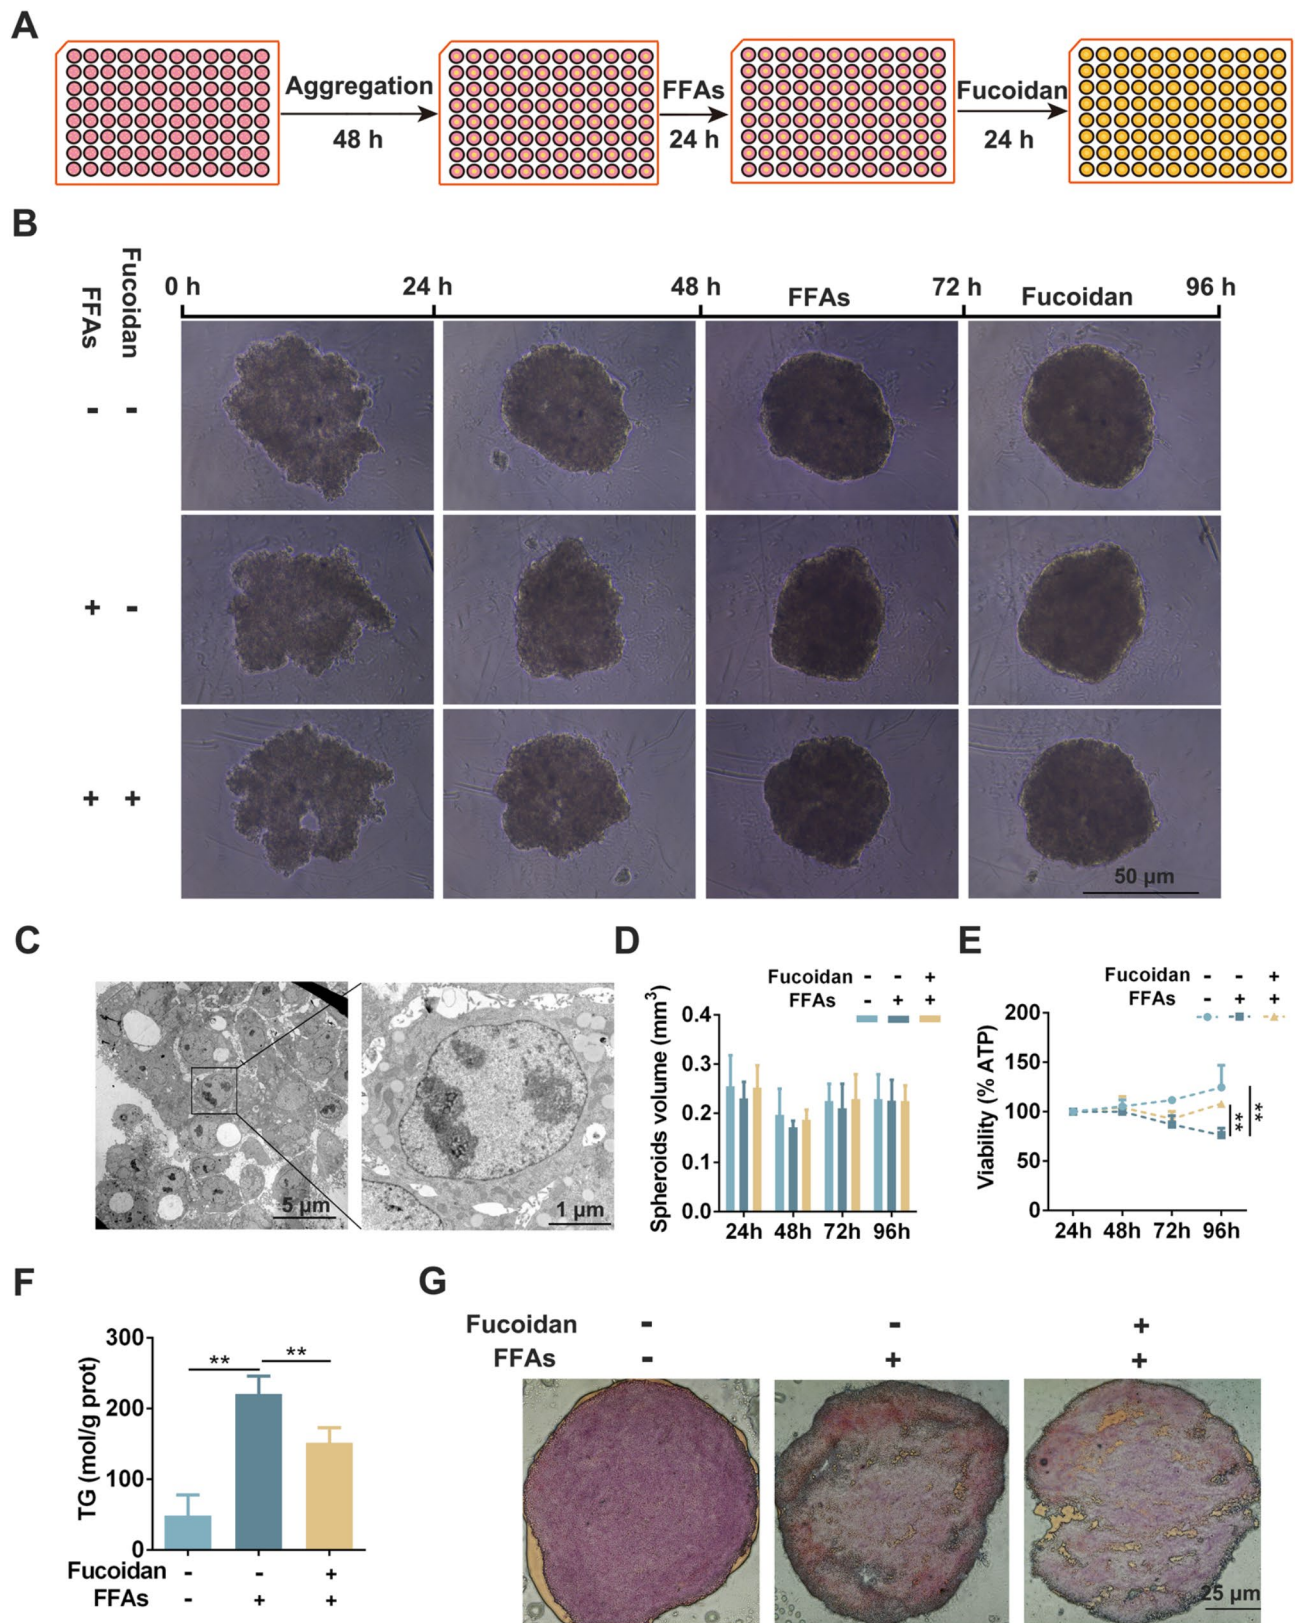 A
Aggregation
48 h
FFAs
24 h
Fucoidan
24 h
B
FFAs
Fucoidan
0 h
24 h
48 h
FFAs
72 h
Fucoidan
96 h
- -
+ -
+ +
50 µm
C
5 µm
1 µm
D
Fucoidan - - +
FFAs - + +
Spheroids volume (mm³)
0.4
0.3
0.2
0.1
0.0
24h 48h 72h 96h
E
Fucoidan - - +
FFAs - + +
Viability (% ATP)
200
150
100
50
0
**
**
24h 48h 72h 96h
F
TG (mol/g prot)
300
200
100
0
**
**
Fucoidan - - +
FFAs - + +
G
Fucoidan - - +
FFAs - + +
25 µm